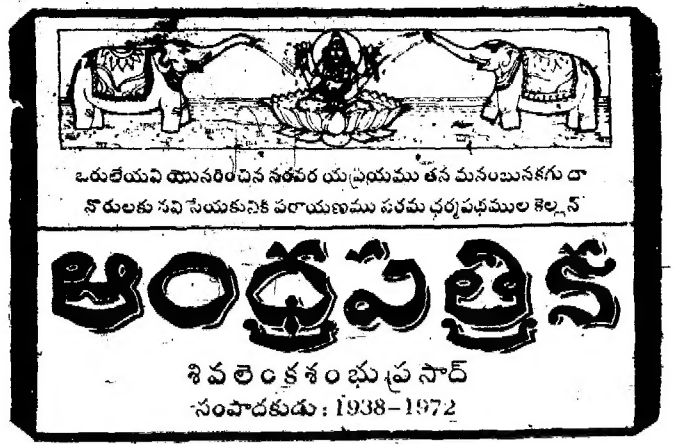 ఒరులేయవి యొనరించిన నరవర యప్రియము తన మనంబునకగు దా
నొరులకు నవి సేయకునికి పరాయణము పరమ ధర్మపథముల కెల్లన్
ఆంధ్రపత్రిక
శివలెంక శంభుప్రసాద్
సంపాదకుడు : 1938-1972